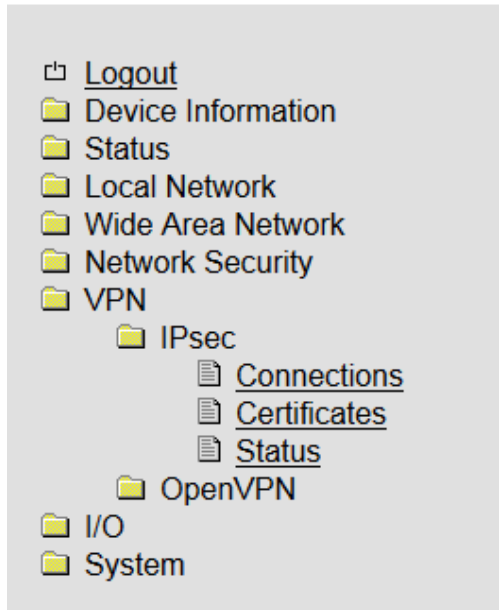 Logout
Device Information
Status
Local Network
Wide Area Network
Network Security
VPN
IPsec
Connections
Certificates
Status
OpenVPN
I/O
System